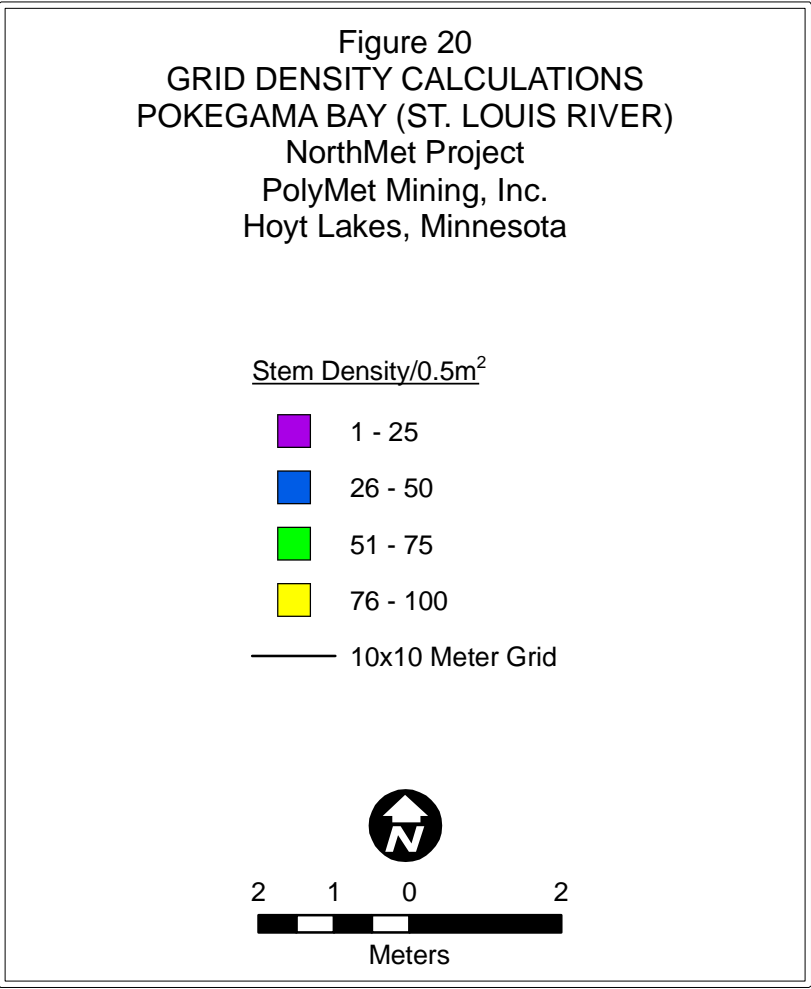 Figure 20
GRID DENSITY CALCULATIONS
POKEGAMA BAY (ST. LOUIS RIVER)
NorthMet Project
PolyMet Mining, Inc.
Hoyt Lakes, Minnesota
Stem Density/0.5m²
1 - 25
26 - 50
51 - 75
76 - 100
10x10 Meter Grid
N
2 1 0 2
Meters